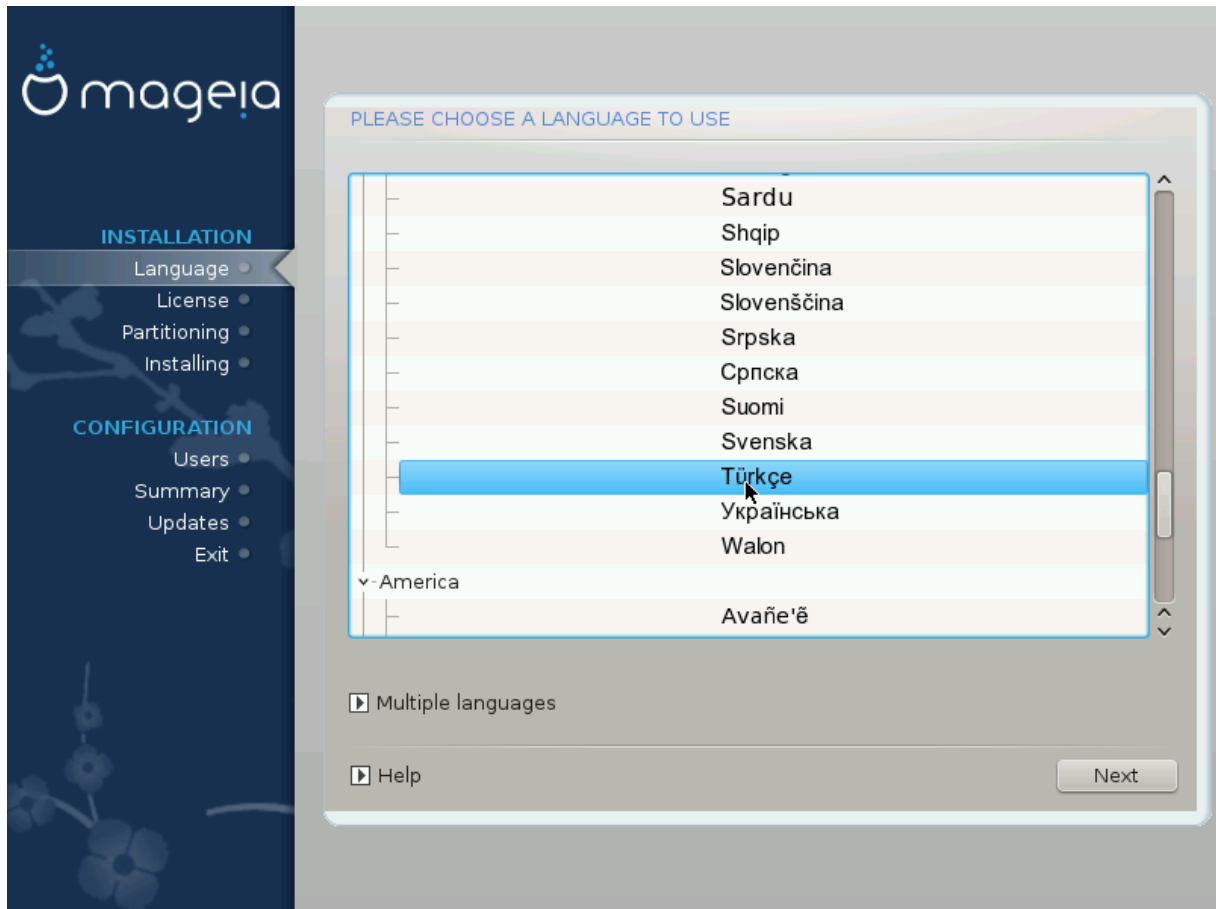 mageia
INSTALLATION
Language
License
Partitioning
Installing
CONFIGURATION
Users
Summary
Updates
Exit
PLEASE CHOOSE A LANGUAGE TO USE
Sardu
Shqip
Slovenčina
Slovenščina
Srpska
Српска
Suomi
Svenska
Türkçe
Українська
Walon
America
Avañe'ẽ
Multiple languages
Help
Next